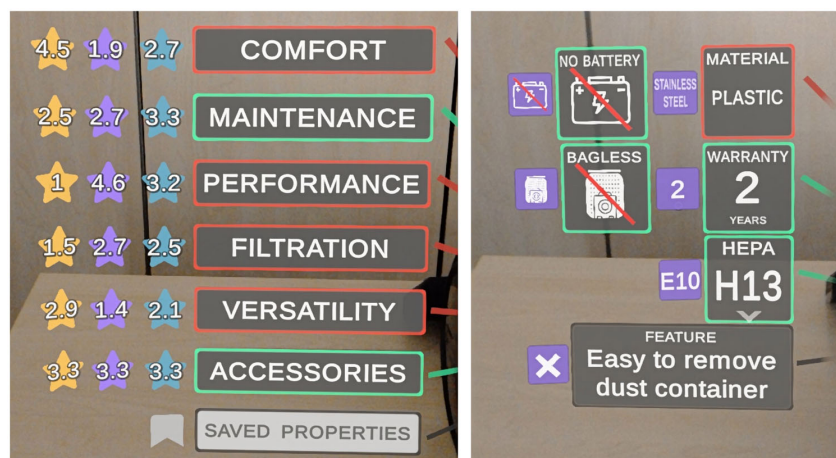 4.5 1.9 2.7 COMFORT
2.5 2.7 3.3 MAINTENANCE
1 4.6 3.2 PERFORMANCE
1.5 2.7 2.5 FILTRATION
2.9 1.4 2.1 VERSATILITY
3.3 3.3 3.3 ACCESSORIES
SAVED PROPERTIES
NO BATTERY
MATERIAL
STAINLESS
STEEL
PLASTIC
BAGLESS
WARRANTY
2
2
YEARS
HEPA
E10
H13
FEATURE
Easy to remove
dust container